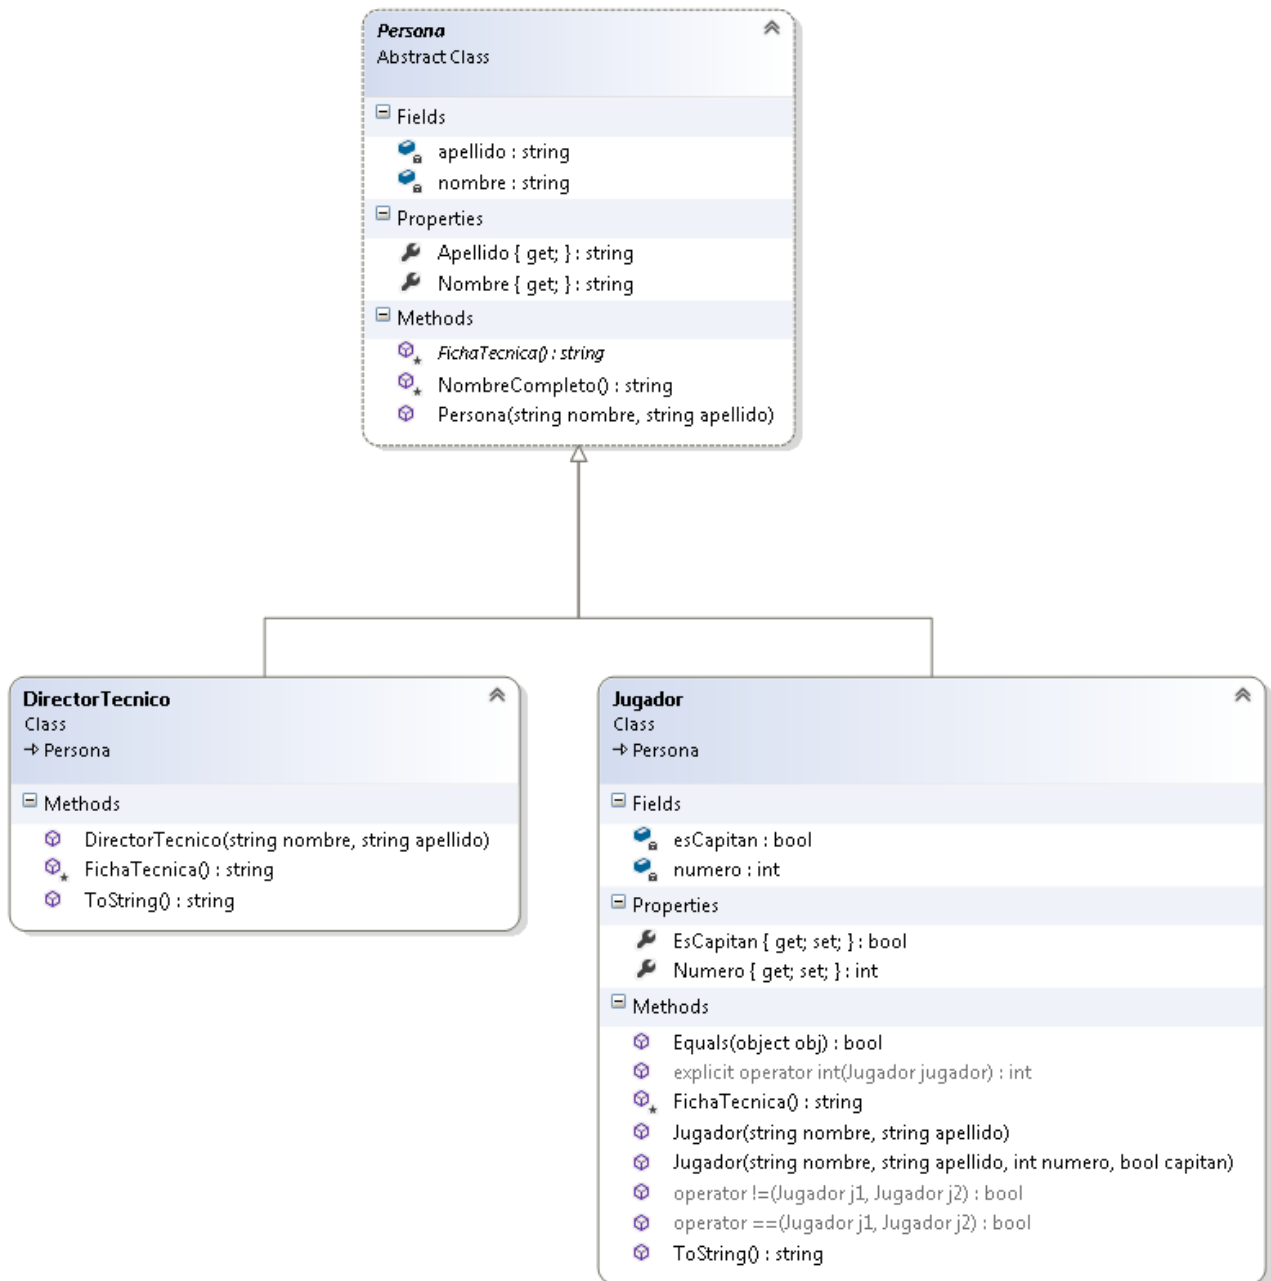 Persona
Abstract Class
Fields
apellido : string
nombre : string
Properties
Apellido { get; } : string
Nombre { get; } : string
Methods
FichaTecnica() : string
NombreCompleto() : string
Persona(string nombre, string apellido)
DirectorTecnico
Class
Persona
Methods
DirectorTecnico(string nombre, string apellido)
FichaTecnica() : string
ToString() : string
Jugador
Class
Persona
Fields
esCapitan : bool
numero : int
Properties
EsCapitan { get; set; } : bool
Numero { get; set; } : int
Methods
Equals(object obj) : bool
explicit operator int(Jugador jugador) : int
FichaTecnica() : string
Jugador(string nombre, string apellido)
Jugador(string nombre, string apellido, int numero, bool capitan)
operator !=(Jugador j1, Jugador j2) : bool
operator ==(Jugador j1, Jugador j2) : bool
ToString() : string